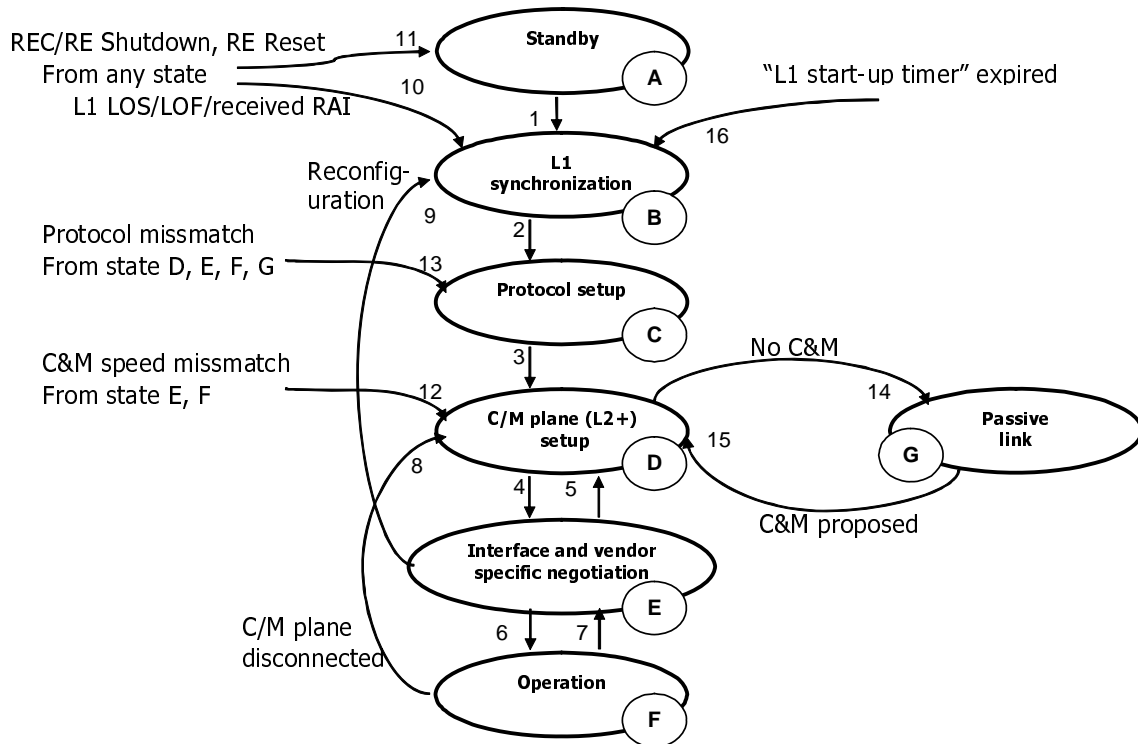 REC/RE Shutdown, RE Reset
From any state
L1 LOS/LOF/received RAI
11
10
Standby
A
"L1 start-up timer" expired
1
16
L1
synchronization
B
Reconfig-
uration
9
2
Protocol missmatch
From state D, E, F, G
13
Protocol setup
C
3
C&M speed missmatch
From state E, F
12
C/M plane (L2+)
setup
D
No C&M
14
15
Passive
link
G
C&M proposed
8
4
5
Interface and vendor
specific negotiation
E
6
7
C/M plane
disconnected
Operation
F